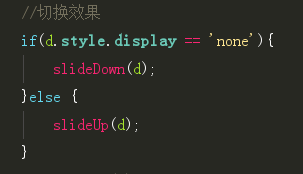 //切换效果
if(d.style.display == 'none'){
    slideDown(d);
}else {
    slideUp(d);
}